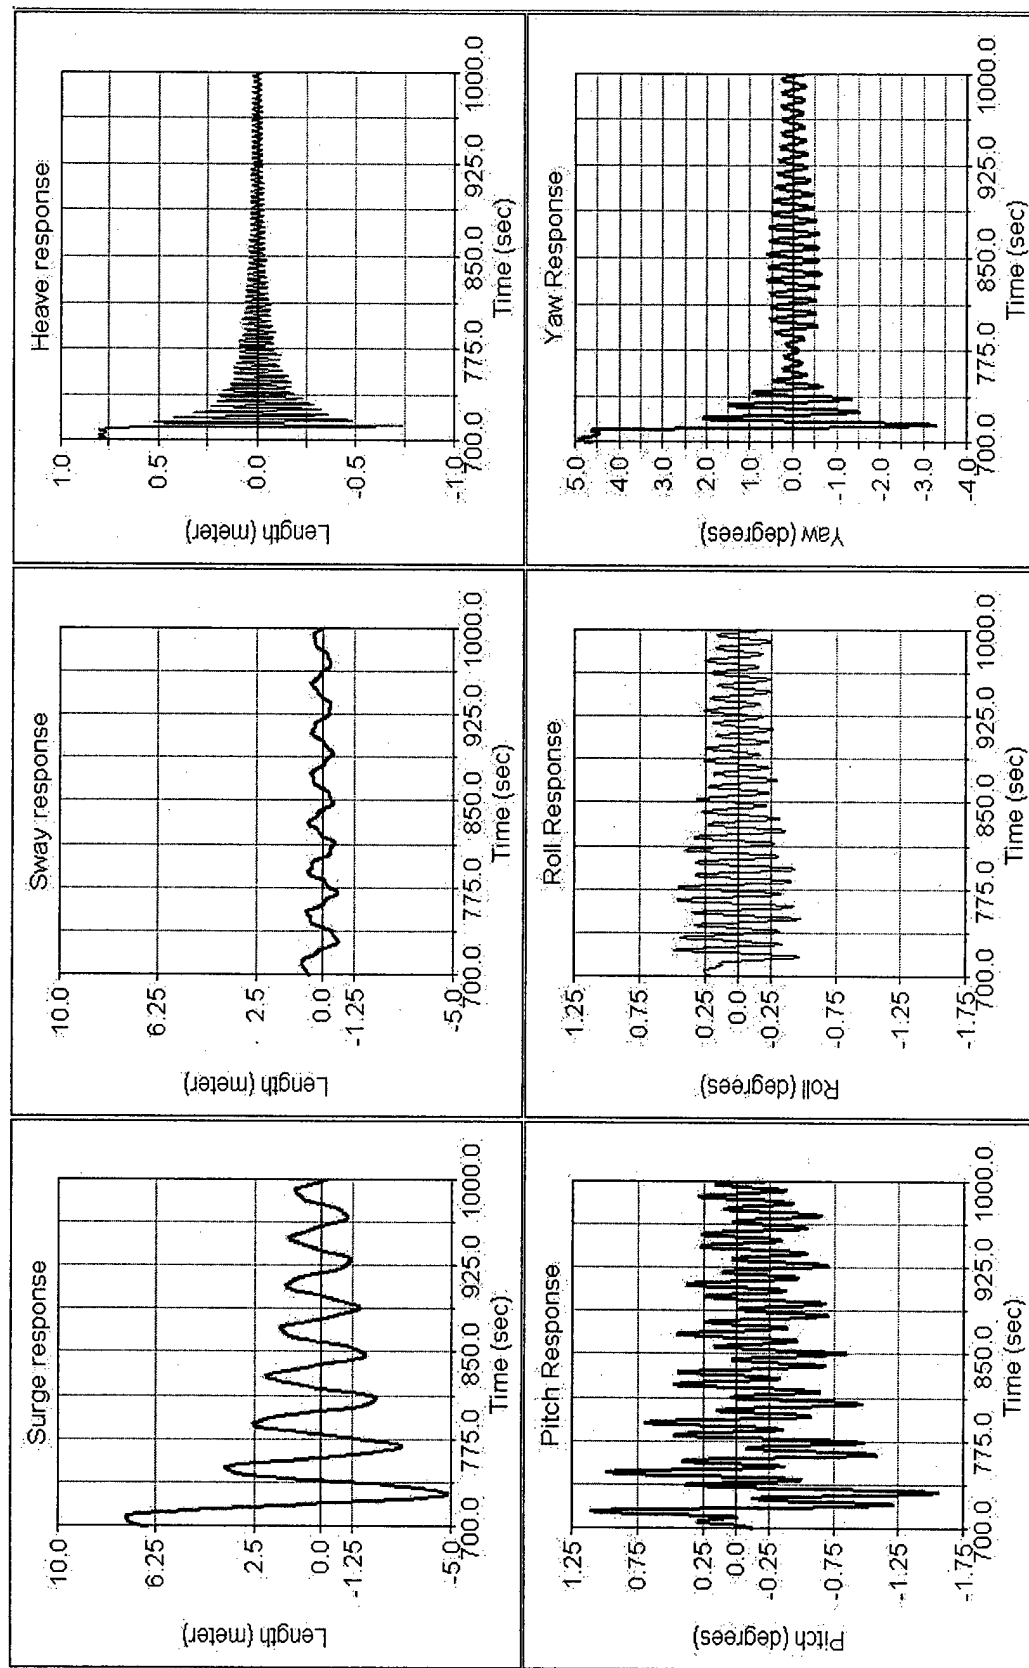 Surge response
10.0
6.25
2.5
0.0
-1.25
-5.0
Length (meter)
700.0 775.0 850.0 925.0 1000.0
Time (sec)
Sway response
10.0
6.25
2.5
0.0
-1.25
-5.0
Length (meter)
700.0 775.0 850.0 925.0 1000.0
Time (sec)
Heave response
1.0
0.5
0.0
-0.5
-1.0
Length (meter)
700.0 775.0 850.0 925.0 1000.0
Time (sec)
Pitch Response
1.25
0.75
0.25
0.0
-0.25
-0.75
-1.25
-1.75
Pitch (degrees)
700.0 775.0 850.0 925.0 1000.0
Time (sec)
Roll Response
1.25
0.75
0.25
0.0
-0.25
-0.75
-1.25
-1.75
Roll (degrees)
700.0 775.0 850.0 925.0 1000.0
Time (sec)
Yaw Response
5.0
4.0
3.0
2.0
1.0
0.0
-1.0
-2.0
-3.0
-4.0
Yaw (degrees)
700.0 775.0 850.0 925.0 1000.0
Time (sec)